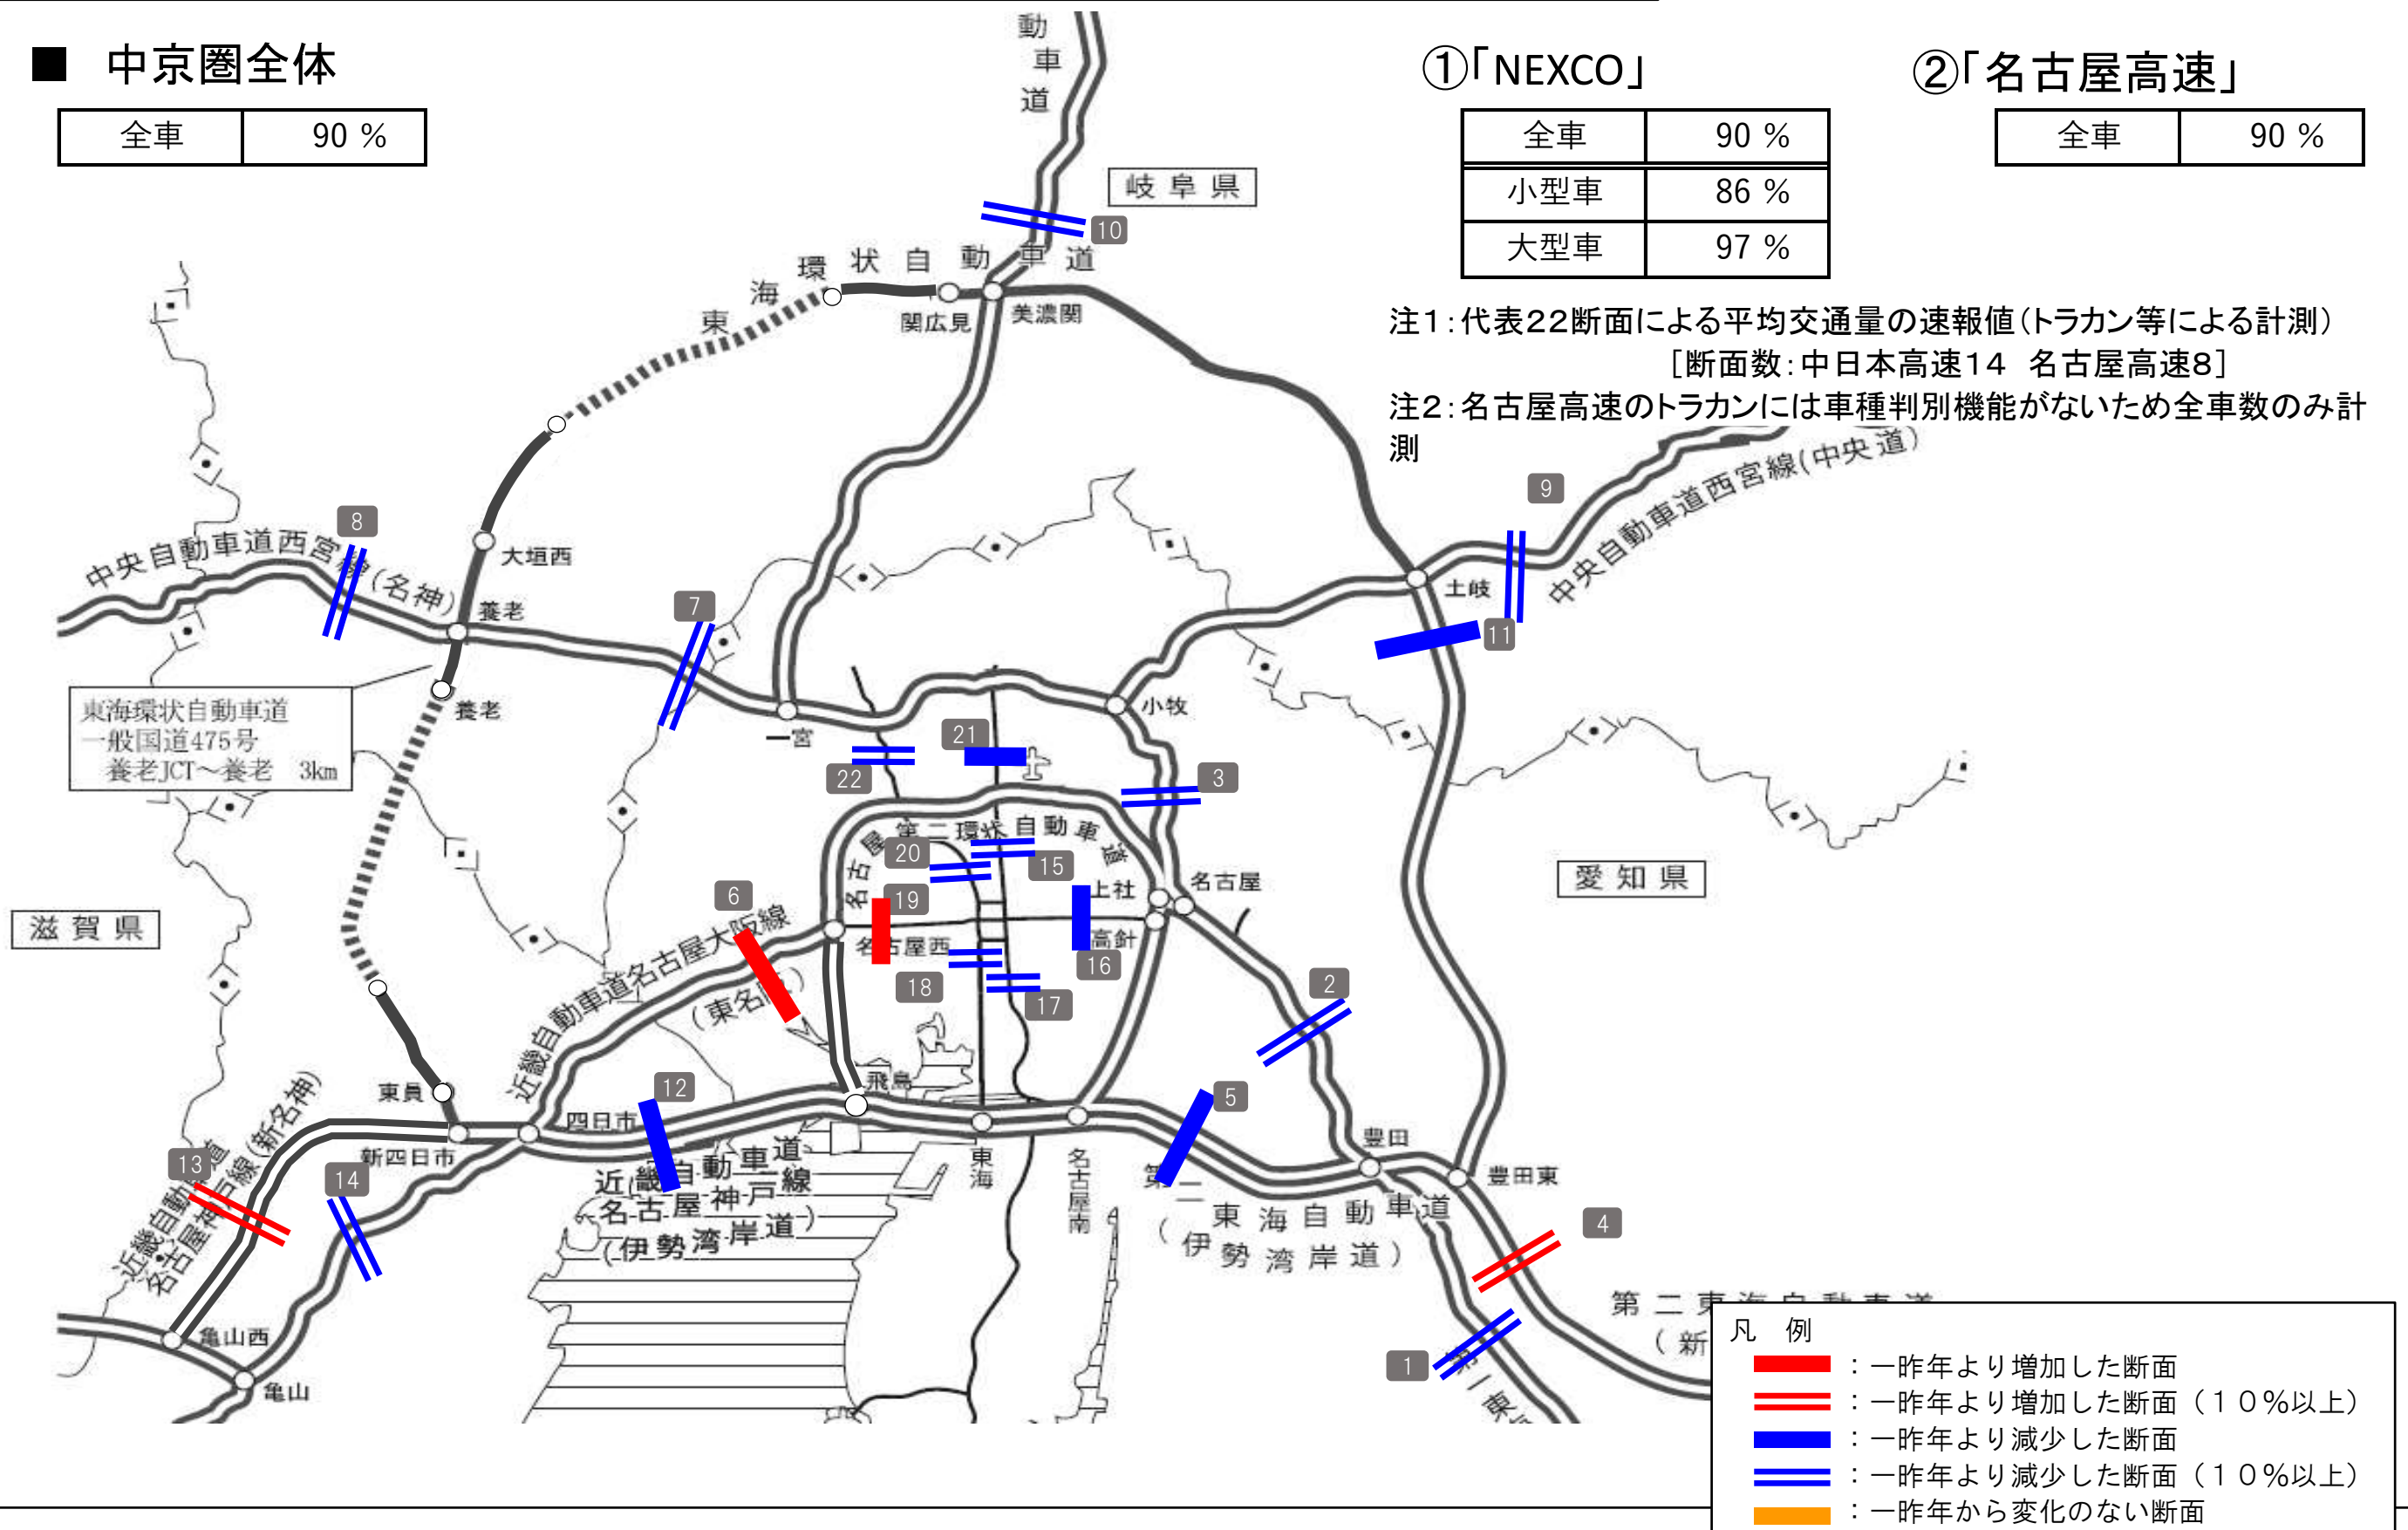 ■ 中京圏全体
全車 90 %
①「NEXCO」
全車 90 %
小型車 86 %
大型車 97 %
②「名古屋高速」
全車 90 %
注1：代表22断面による平均交通量の速報値（トラカン等による計測）
［断面数：中日本高速14 名古屋高速8］
注2：名古屋高速のトラカンには車種判別機能がないため全車数のみ計
測
動車道
岐阜県
10
東海環状自動車道
関広見
美濃関
9
中央自動車道西宮線(中央道)
8
中央自動車道西宮線(名神)
大垣西
養老
7
土岐
11
東海環状自動車道
一般国道475号
養老JCT～養老 3km
養老
一宮
小牧
21
22
3
名古屋第二環状自動車道
20
15
上社
名古屋
愛知県
6
19
滋賀県
名古屋西
高針
16
近畿自動車道名古屋大阪線
(東名阪)
18
17
2
12
飛島
5
東員
四日市
新四日市
近畿自動車道
名古屋神戸線(新名神)
13
14
近畿自動車道
名古屋神戸線
(伊勢湾岸道)
東海
名古屋南
豊田
豊田東
第二東海自動車道
(伊勢湾岸道)
4
亀山西
亀山
1
第一東
第二東海自動車道
(新
凡 例
：一昨年より増加した断面
：一昨年より増加した断面（１０％以上）
：一昨年より減少した断面
：一昨年より減少した断面（１０％以上）
：一昨年から変化のない断面